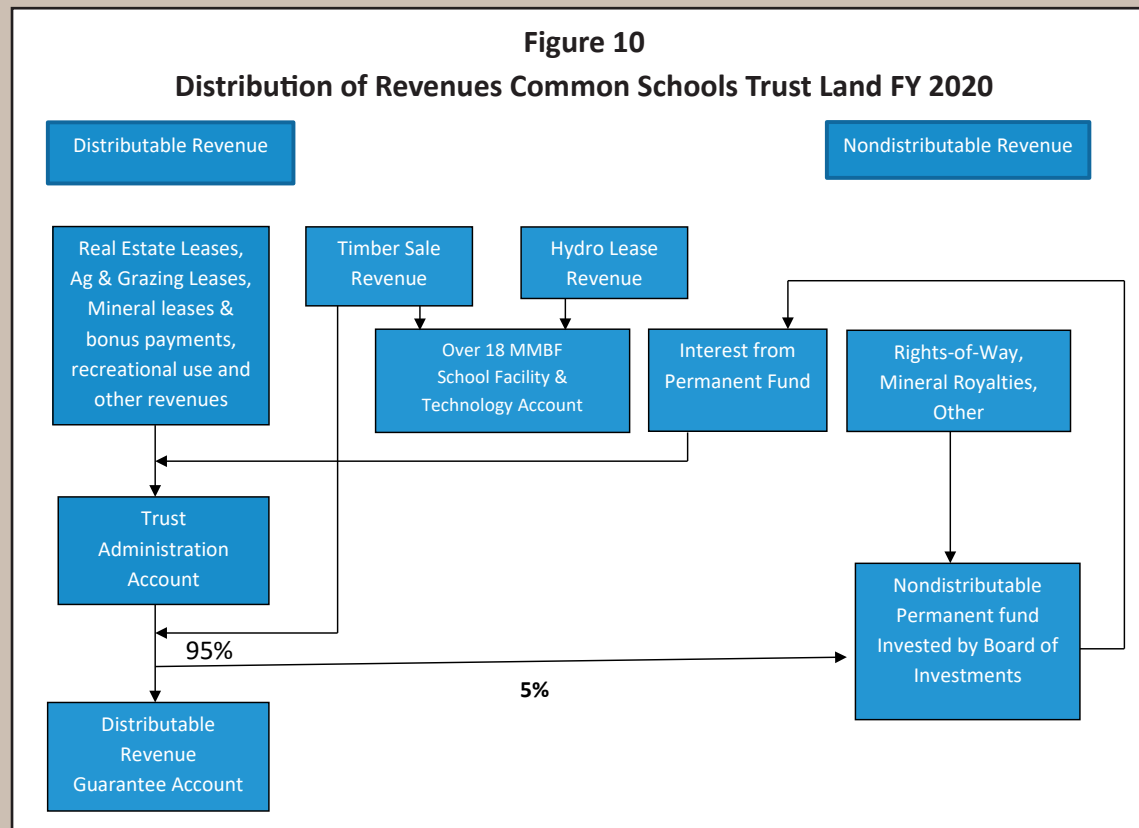 Figure 10
Distribution of Revenues Common Schools Trust Land FY 2020
Distributable Revenue
Nondistributable Revenue
Real Estate Leases,
Ag & Grazing Leases,
Mineral leases &
bonus payments,
recreational use and
other revenues
Timber Sale
Revenue
Hydro Lease
Revenue
Over 18 MMBF
School Facility &
Technology Account
Interest from
Permanent Fund
Rights-of-Way,
Mineral Royalties,
Other
Trust
Administration
Account
95%
5%
Nondistributable
Permanent fund
Invested by Board of
Investments
Distributable
Revenue
Guarantee Account